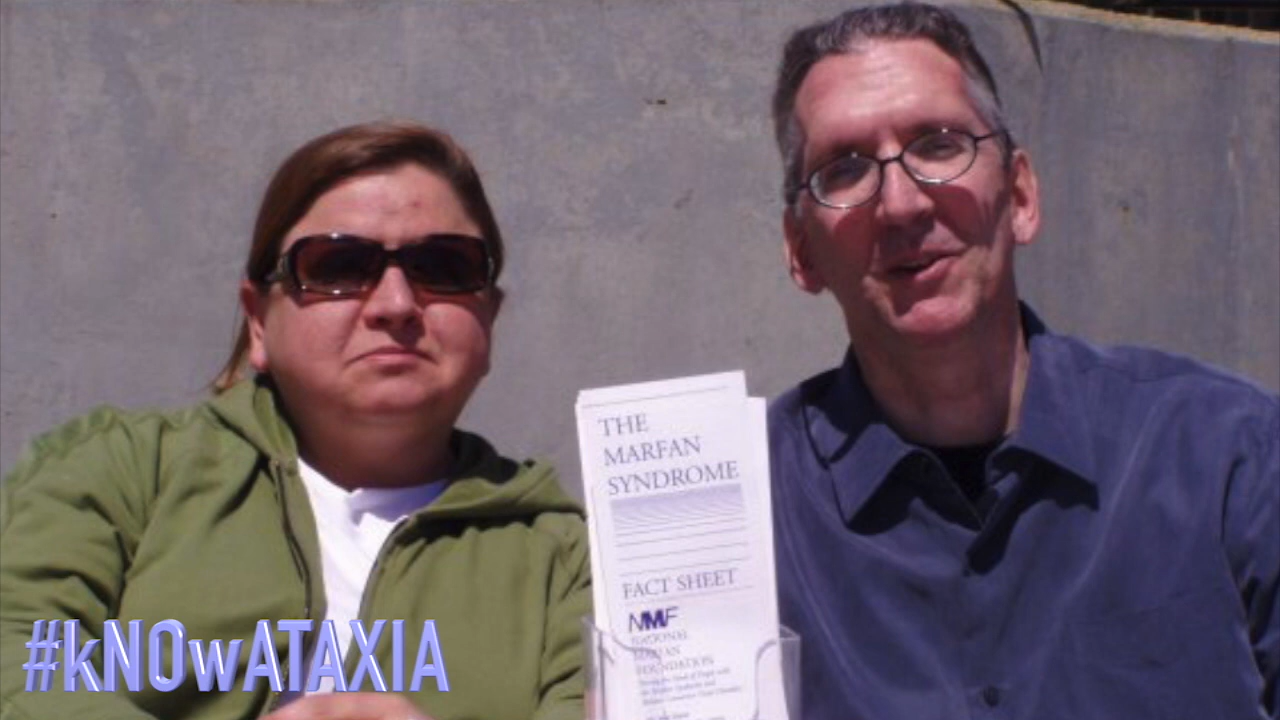 THE
MARFAN
SYNDROME
FACT SHEET
NMF
NATIONAL
MARFAN
FOUNDATION
#kNOwATAXIA